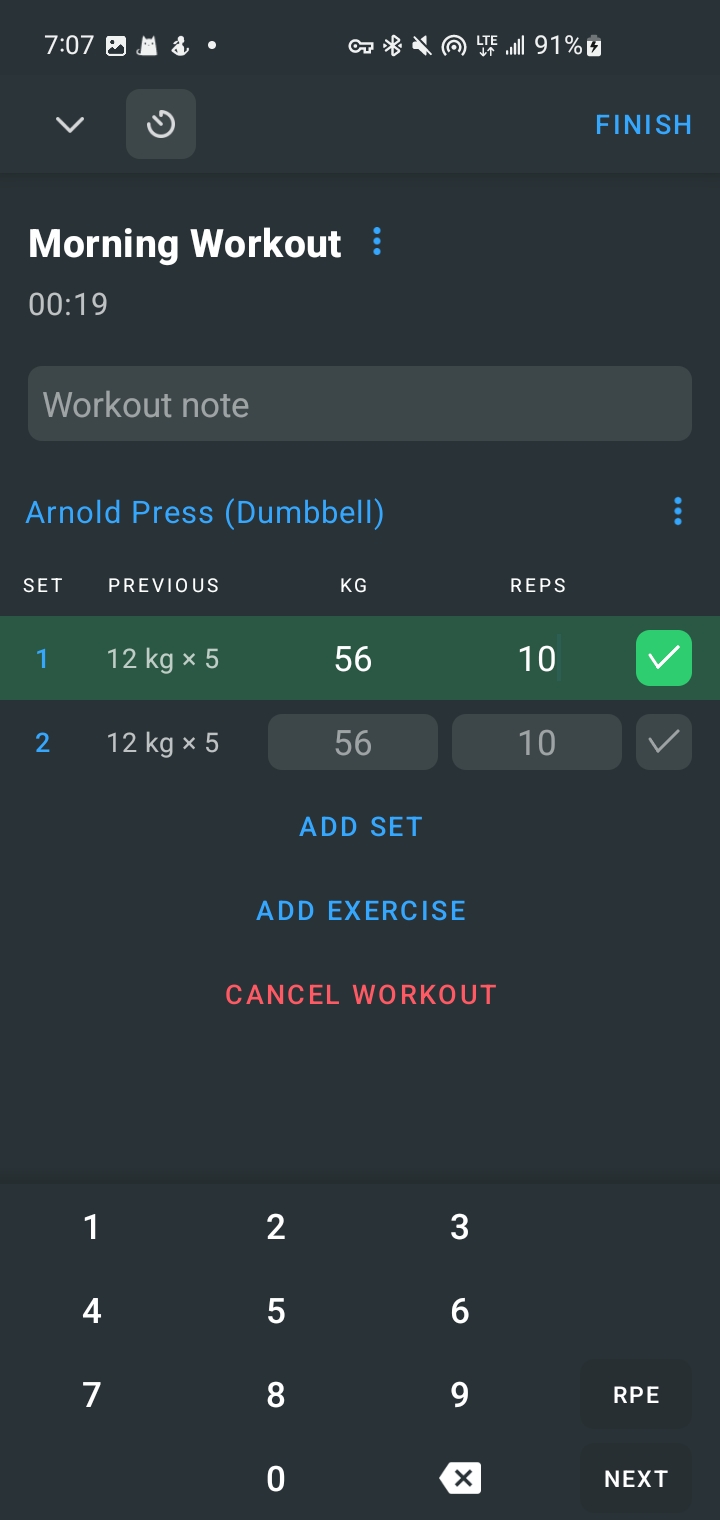 7:07 LTE 91%
FINISH
Morning Workout
00:19
Workout note
Arnold Press (Dumbbell)
SET PREVIOUS KG REPS
1 12 kg × 5 56 10
2 12 kg × 5 56 10
ADD SET
ADD EXERCISE
CANCEL WORKOUT
1 2 3
4 5 6
7 8 9 RPE
0 NEXT